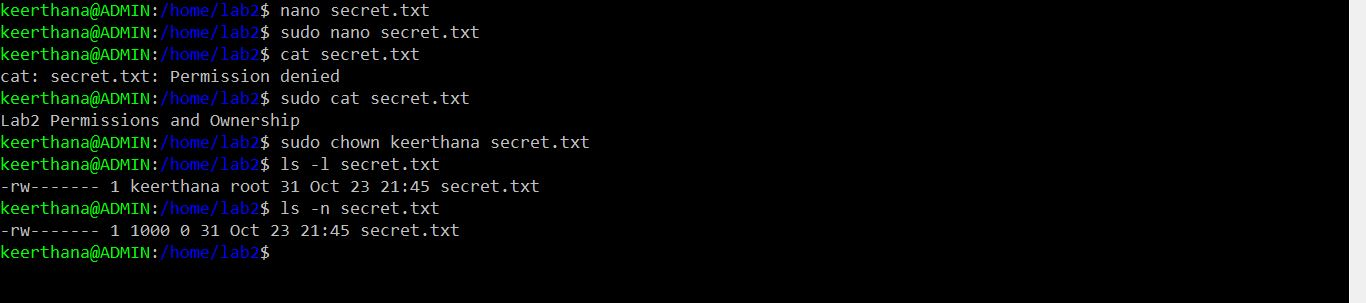 keerthana@ADMIN:/home/lab2$ nano secret.txt
keerthana@ADMIN:/home/lab2$ sudo nano secret.txt
keerthana@ADMIN:/home/lab2$ cat secret.txt
cat: secret.txt: Permission denied
keerthana@ADMIN:/home/lab2$ sudo cat secret.txt
Lab2 Permissions and Ownership
keerthana@ADMIN:/home/lab2$ sudo chown keerthana secret.txt
keerthana@ADMIN:/home/lab2$ ls -l secret.txt
-rw------- 1 keerthana root 31 Oct 23 21:45 secret.txt
keerthana@ADMIN:/home/lab2$ ls -n secret.txt
-rw------- 1 1000 0 31 Oct 23 21:45 secret.txt
keerthana@ADMIN:/home/lab2$